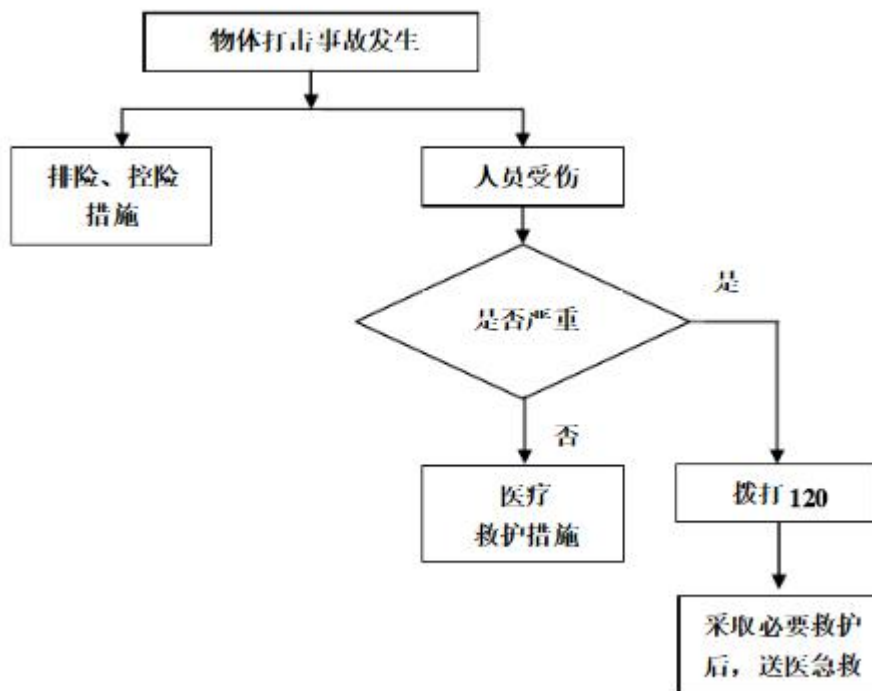 物体打击事故发生
排险、控险
措施
人员受伤
是否严重
是
否
医疗
救护措施
拨打120
采取必要救护
后，送医急救